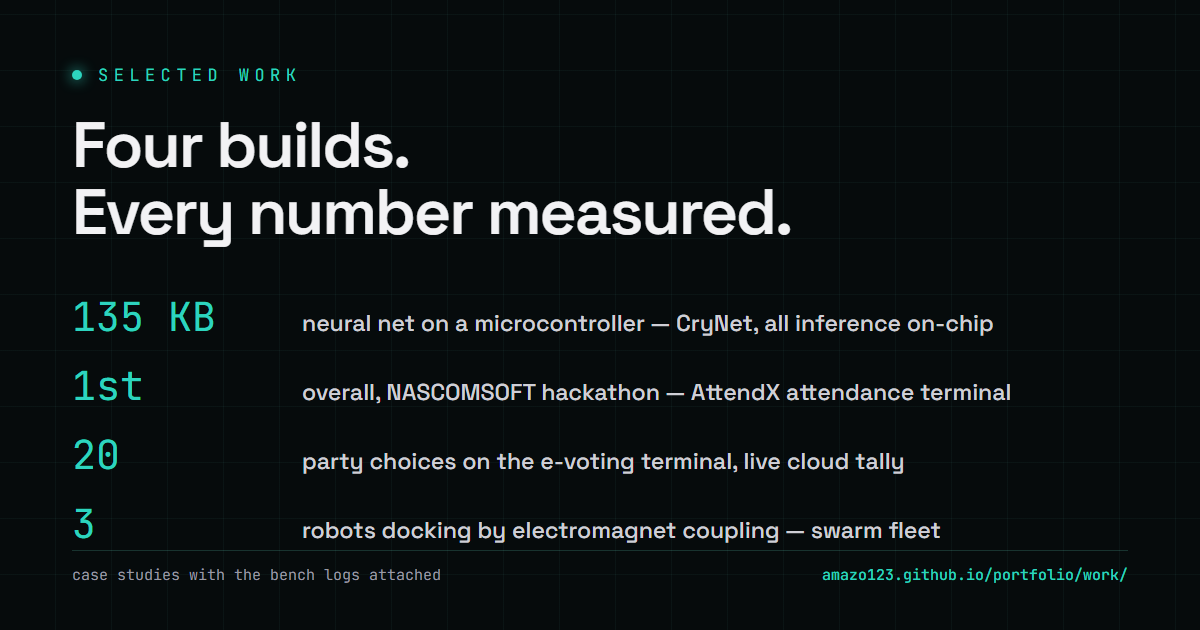 SELECTED WORK
Four builds.
Every number measured.
135 KB neural net on a microcontroller — CryNet, all inference on-chip
1st overall, NASCOMSOFT hackathon — AttendX attendance terminal
20 party choices on the e-voting terminal, live cloud tally
3 robots docking by electromagnet coupling — swarm fleet
case studies with the bench logs attached amazo123.github.io/portfolio/work/